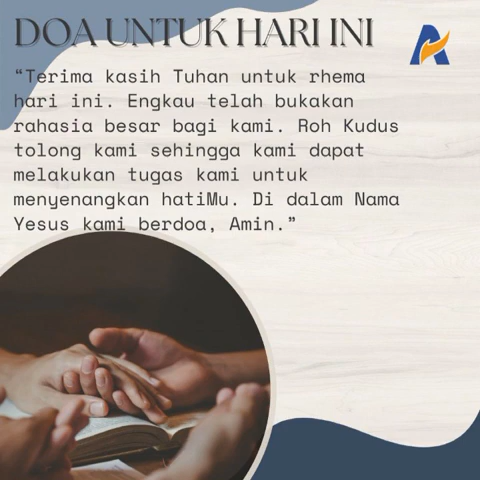 DOA UNTUK HARI INI
“Terima kasih Tuhan untuk rhema
hari ini. Engkau telah bukakan
rahasia besar bagi kami. Roh Kudus
tolong kami sehingga kami dapat
melakukan tugas kami untuk
menyenangkan hatiMu. Di dalam Nama
Yesus kami berdoa, Amin.”